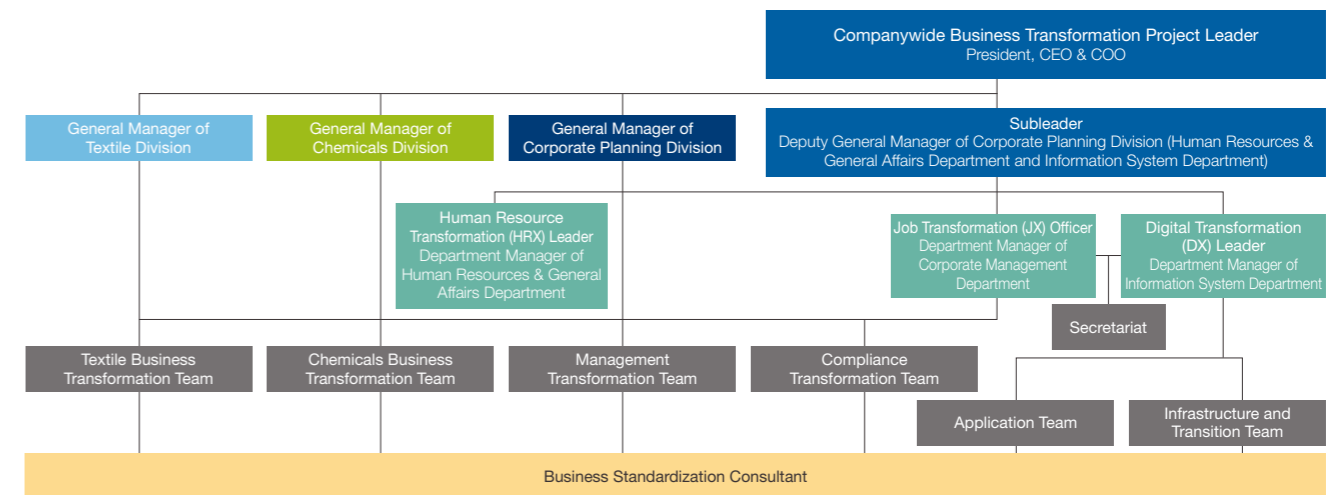 Companywide Business Transformation Project Leader
President, CEO & COO
General Manager of
Textile Division
General Manager of
Chemicals Division
General Manager of
Corporate Planning Division
Subleader
Deputy General Manager of Corporate Planning Division (Human Resources &
General Affairs Department and Information System Department)
Human Resource
Transformation (HRX) Leader
Department Manager of
Human Resources & General
Affairs Department
Job Transformation (JX) Officer
Department Manager of
Corporate Management
Department
Digital Transformation
(DX) Leader
Department Manager of
Information System Department
Secretariat
Textile Business
Transformation Team
Chemicals Business
Transformation Team
Management
Transformation Team
Compliance
Transformation Team
Application Team
Infrastructure and
Transition Team
Business Standardization Consultant